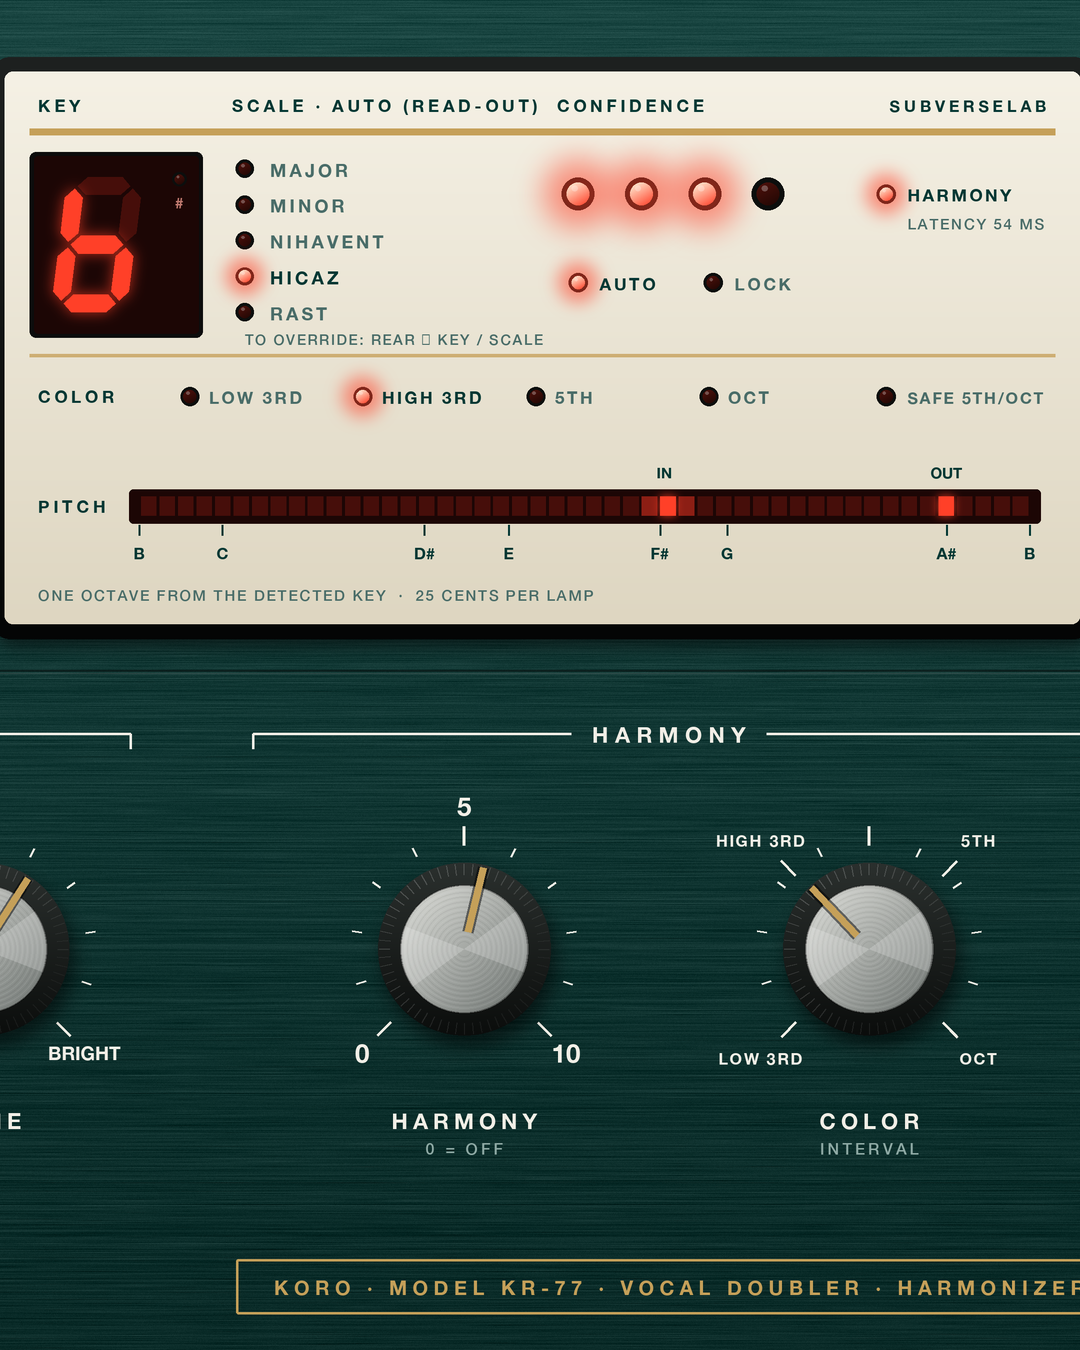 KEY
SCALE · AUTO (READ-OUT)
CONFIDENCE
SUBVERSELAB
b
#
MAJOR
MINOR
NIHAVENT
HICAZ
RAST
TO OVERRIDE: REAR ▯ KEY / SCALE
AUTO
LOCK
HARMONY
LATENCY 54 MS
COLOR
LOW 3RD
HIGH 3RD
5TH
OCT
SAFE 5TH/OCT
IN
OUT
PITCH
B C D# E F# G A# B
ONE OCTAVE FROM THE DETECTED KEY · 25 CENTS PER LAMP
HARMONY
BRIGHT
E
5
0
10
HARMONY
0 = OFF
HIGH 3RD
5TH
LOW 3RD
OCT
COLOR
INTERVAL
KORO · MODEL KR-77 · VOCAL DOUBLER · HARMONIZER